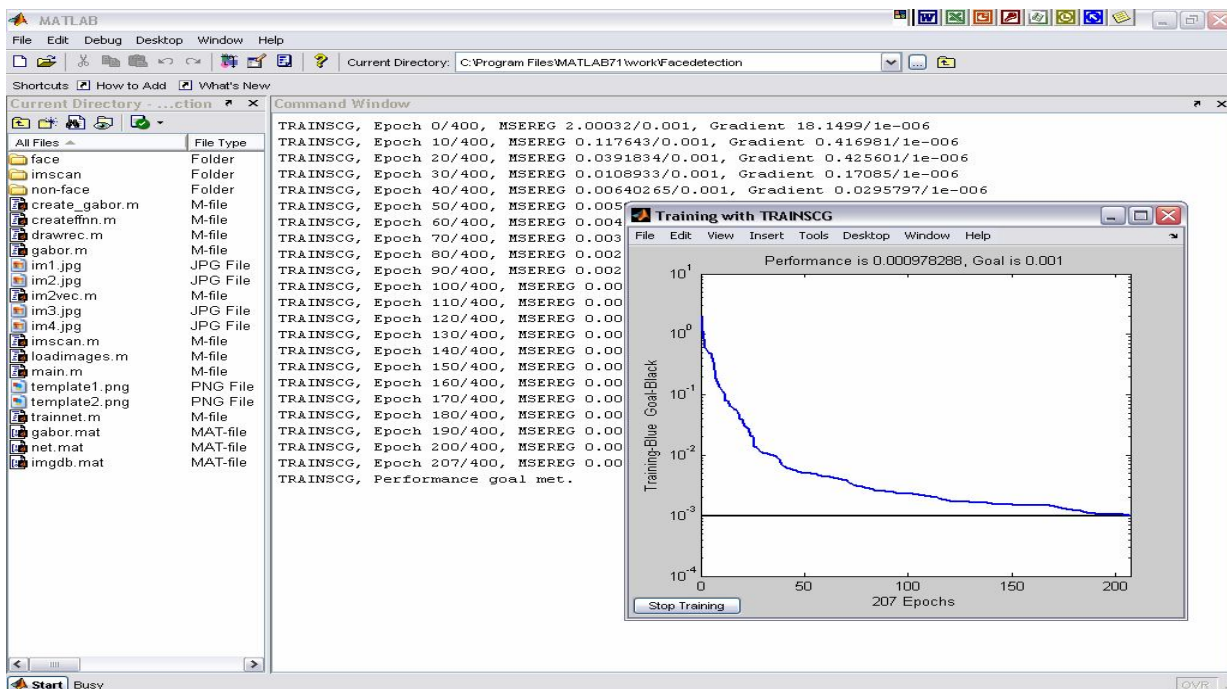 MATLAB
File Edit Debug Desktop Window Help
Current Directory: C:\Program Files\MATLAB71\work\Facedetection
Shortcuts How to Add What's New
Current Directory - ...ction
All Files File Type
face Folder
imscan Folder
non-face Folder
create_gabor.m M-file
createffnn.m M-file
drawrec.m M-file
gabor.m M-file
im1.jpg JPG File
im2.jpg JPG File
im2vec.m M-file
im3.jpg JPG File
im4.jpg JPG File
imscan.m M-file
loadimages.m M-file
main.m M-file
template1.png PNG File
template2.png PNG File
trainnet.m M-file
gabor.mat MAT-file
net.mat MAT-file
imgdb.mat MAT-file
Command Window
TRAINSCG, Epoch 0/400, MSEREG 2.00032/0.001, Gradient 18.1499/1e-006
TRAINSCG, Epoch 10/400, MSEREG 0.117643/0.001, Gradient 0.416981/1e-006
TRAINSCG, Epoch 20/400, MSEREG 0.0391834/0.001, Gradient 0.425601/1e-006
TRAINSCG, Epoch 30/400, MSEREG 0.0108933/0.001, Gradient 0.17085/1e-006
TRAINSCG, Epoch 40/400, MSEREG 0.00640265/0.001, Gradient 0.0295797/1e-006
TRAINSCG, Epoch 50/400, MSEREG 0.005
TRAINSCG, Epoch 60/400, MSEREG 0.004
TRAINSCG, Epoch 70/400, MSEREG 0.003
TRAINSCG, Epoch 80/400, MSEREG 0.002
TRAINSCG, Epoch 90/400, MSEREG 0.002
TRAINSCG, Epoch 100/400, MSEREG 0.00
TRAINSCG, Epoch 110/400, MSEREG 0.00
TRAINSCG, Epoch 120/400, MSEREG 0.00
TRAINSCG, Epoch 130/400, MSEREG 0.00
TRAINSCG, Epoch 140/400, MSEREG 0.00
TRAINSCG, Epoch 150/400, MSEREG 0.00
TRAINSCG, Epoch 160/400, MSEREG 0.00
TRAINSCG, Epoch 170/400, MSEREG 0.00
TRAINSCG, Epoch 180/400, MSEREG 0.00
TRAINSCG, Epoch 190/400, MSEREG 0.00
TRAINSCG, Epoch 200/400, MSEREG 0.00
TRAINSCG, Epoch 207/400, MSEREG 0.00
TRAINSCG, Performance goal met.
Training with TRAINSCG
File Edit View Insert Tools Desktop Window Help
Performance is 0.000978288, Goal is 0.001
Training-Blue Goal-Black
10^1
10^0
10^-1
10^-2
10^-3
10^-4
0 50 100 150 200
207 Epochs
Stop Training
Start Busy
OVR